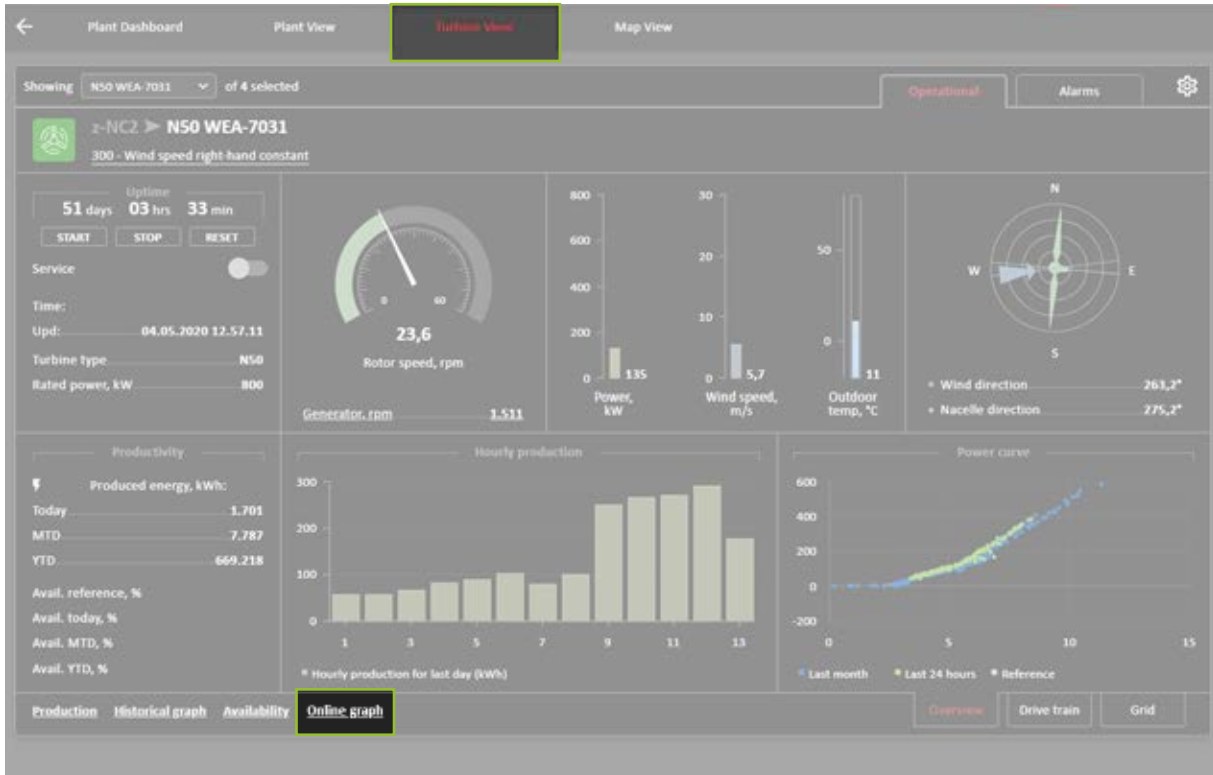 Plant Dashboard Plant View Turbine View Map View
Showing N50 WEA-7031 of 4 selected Operational Alarms
z-NC2 ➤ N50 WEA-7031
300 - Wind speed right-hand constant
Uptime
51 days 03 hrs 33 min
START STOP RESET
Service
Time:
Upd: 04.05.2020 12.57.11
Turbine type N50
Rated power, kW 800
0 60
23,6
Rotor speed, rpm
Generator, rpm 1.511
800
600
400
200
0
135
Power,
kW
30
20
10
0
5,7
Wind speed,
m/s
50
0
11
Outdoor
temp, °C
N
W E
S
Wind direction 263,2°
Nacelle direction 275,2°
Productivity
Produced energy, kWh:
Today 1.701
MTD 7.787
YTD 669.218
Avail. reference, %
Avail. today, %
Avail. MTD, %
Avail. YTD, %
Hourly production
300
200
100
0
1 3 5 7 9 11 13
Hourly production for last day (kWh)
Power curve
600
400
200
0
-200
0 5 10 15
Last month Last 24 hours Reference
Production Historical graph Availability Online graph
Overview Drive train Grid